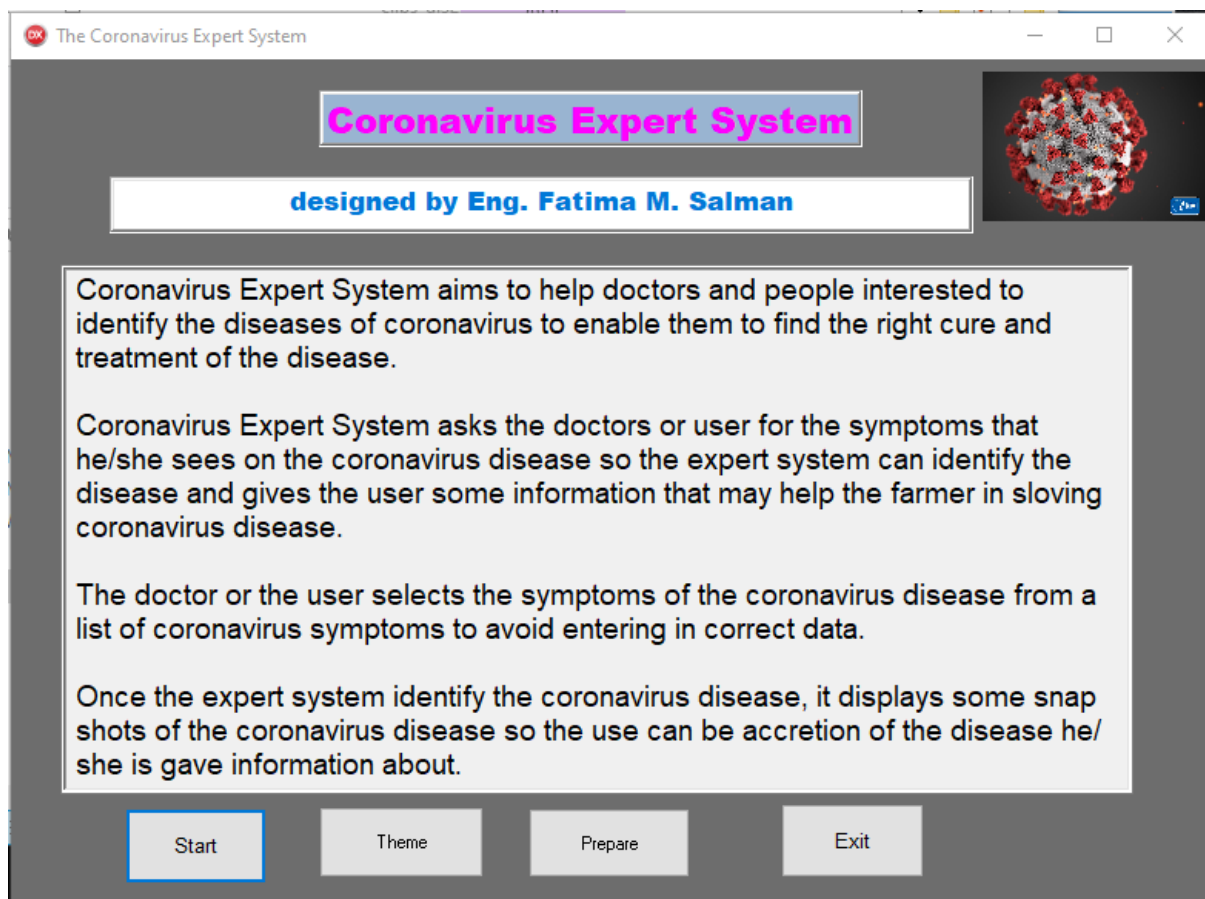 The Coronavirus Expert System
Coronavirus Expert System
designed by Eng. Fatima M. Salman
Coronavirus Expert System aims to help doctors and people interested to
identify the diseases of coronavirus to enable them to find the right cure and
treatment of the disease.
Coronavirus Expert System asks the doctors or user for the symptoms that
he/she sees on the coronavirus disease so the expert system can identify the
disease and gives the user some information that may help the farmer in sloving
coronavirus disease.
The doctor or the user selects the symptoms of the coronavirus disease from a
list of coronavirus symptoms to avoid entering in correct data.
Once the expert system identify the coronavirus disease, it displays some snap
shots of the coronavirus disease so the use can be accretion of the disease he/
she is gave information about.
Start
Theme
Prepare
Exit